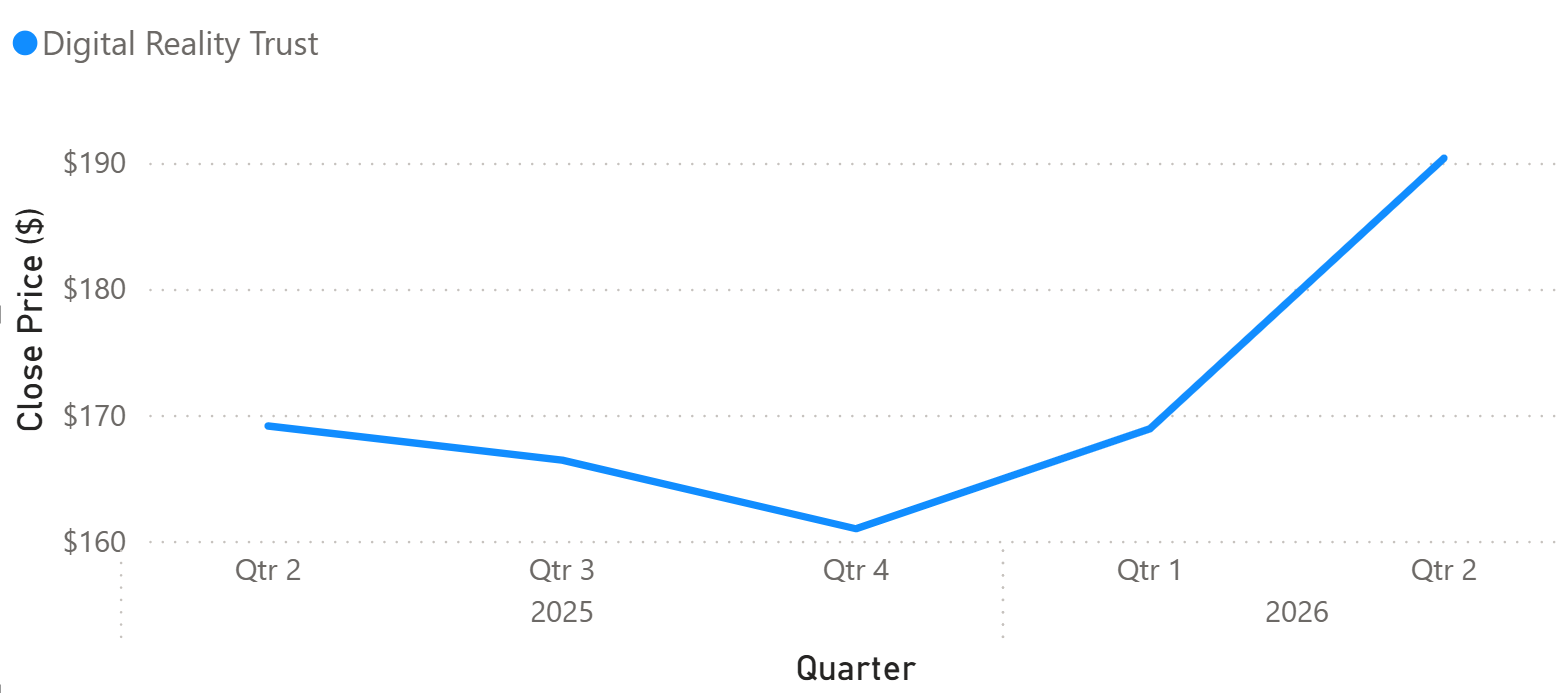 Digital Reality Trust
Close Price ($)
$190
$180
$170
$160
Qtr 2 Qtr 3 Qtr 4 Qtr 1 Qtr 2
2025 2026
Quarter